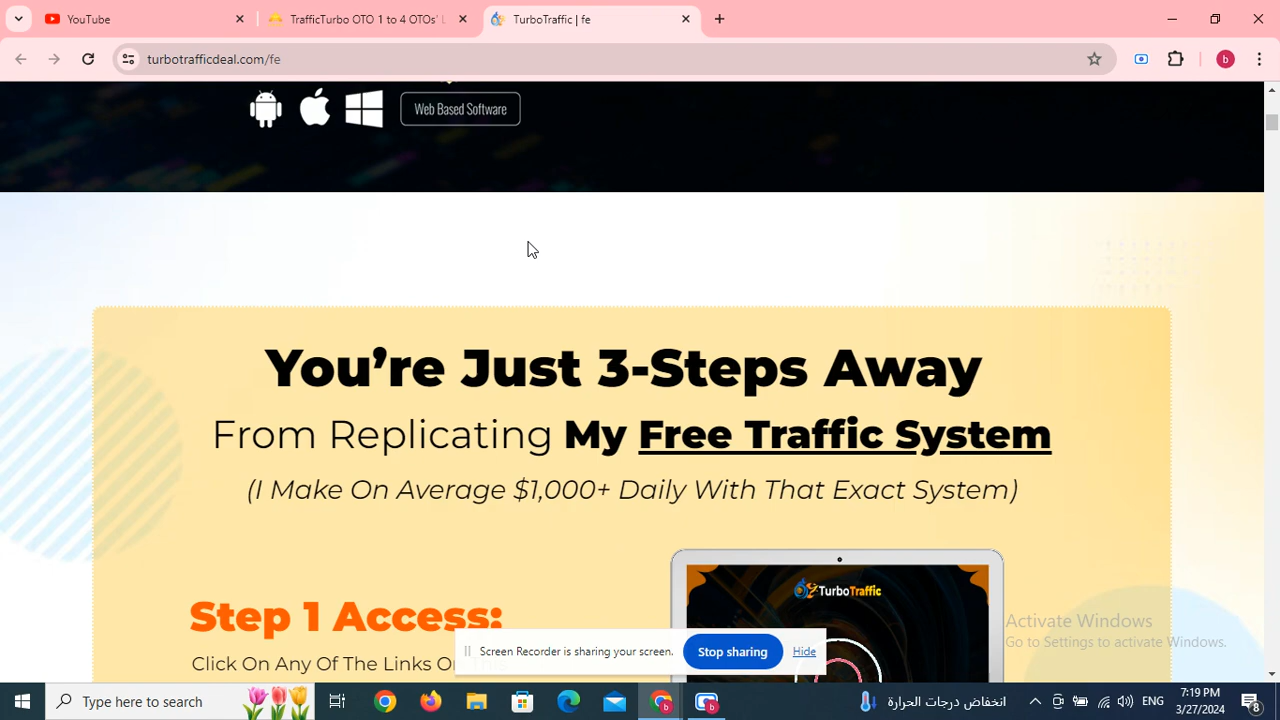 YouTube
TrafficTurbo OTO 1 to 4 OTOs' L
TurboTraffic | fe
turbotrafficdeal.com/fe
b
Web Based Software
You're Just 3-Steps Away
From Replicating My Free Traffic System
(I Make On Average $1,000+ Daily With That Exact System)
TurboTraffic
Step 1 Access:
Click On Any Of The Links On This
Screen Recorder is sharing your screen.
Stop sharing
Hide
Activate Windows
Go to Settings to activate Windows.
Type here to search
b
b
انخفاض درجات الحرارة
ENG
7:19 PM
3/27/2024
8